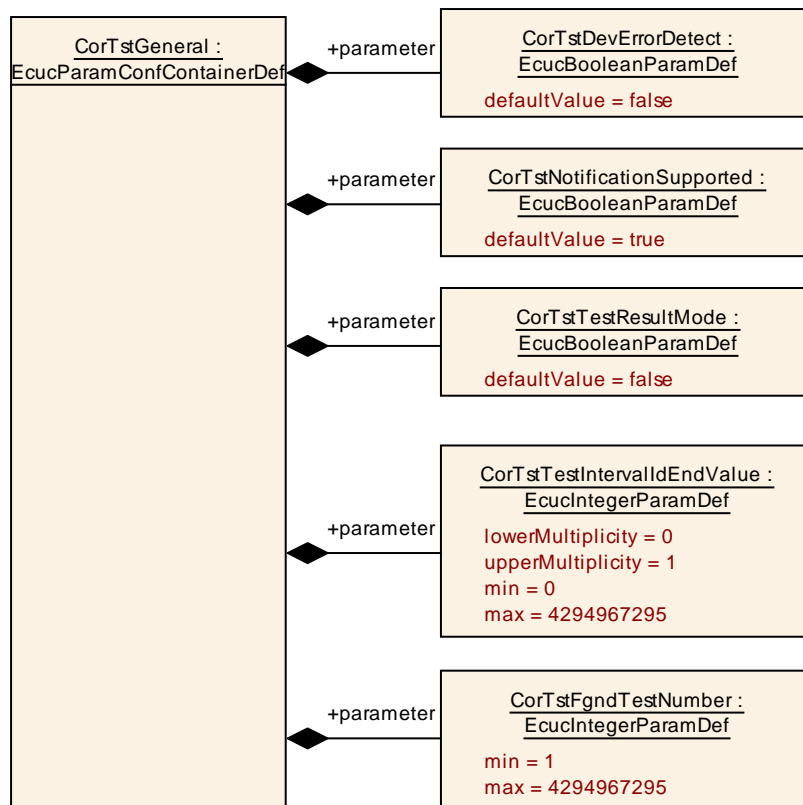 CorTstGeneral :
EcucParamConfContainerDef
+parameter
CorTstDevErrorDetect :
EcucBooleanParamDef
defaultValue = false
+parameter
CorTstNotificationSupported :
EcucBooleanParamDef
defaultValue = true
+parameter
CorTstTestResultMode :
EcucBooleanParamDef
defaultValue = false
+parameter
CorTstTestIntervalIdEndValue :
EcucIntegerParamDef
lowerMultiplicity = 0
upperMultiplicity = 1
min = 0
max = 4294967295
+parameter
CorTstFgndTestNumber :
EcucIntegerParamDef
min = 1
max = 4294967295